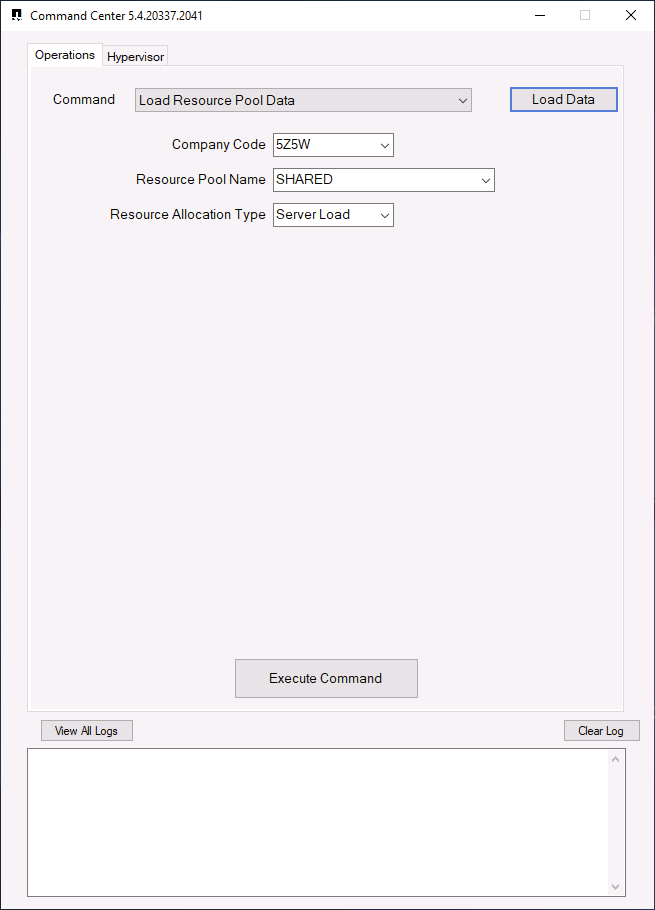 Command Center 5.4.20337.2041
Operations Hypervisor
Command Load Resource Pool Data Load Data
Company Code 5Z5W
Resource Pool Name SHARED
Resource Allocation Type Server Load
Execute Command
View All Logs Clear Log